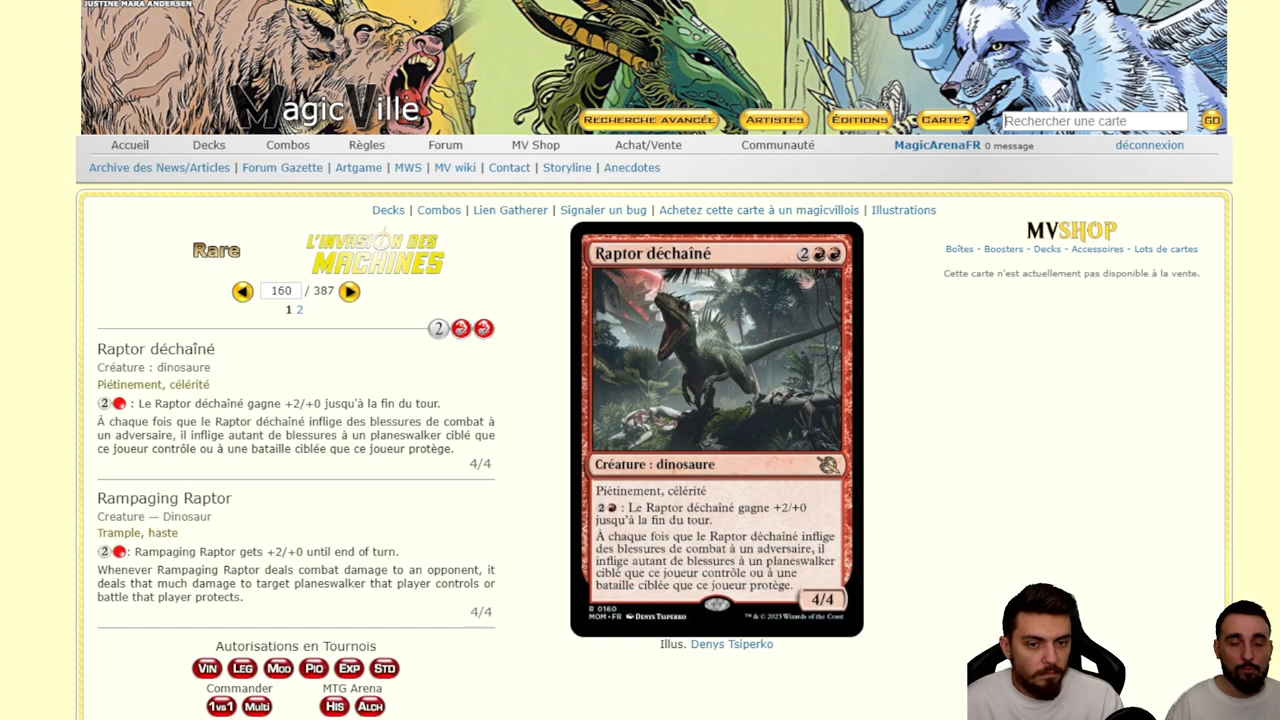 JUSTINE MARA ANDERSEN
MagicVille
RECHERCHE AVANCÉE
ARTISTES
ÉDITIONS
CARTE?
Rechercher une carte
GO
Accueil Decks Combos Règles Forum MV Shop Achat/Vente Communauté MagicArenaFR 0 message déconnexion
Archive des News/Articles | Forum Gazette | Artgame | MWS | MV wiki | Contact | Storyline | Anecdotes
Decks | Combos | Lien Gatherer | Signaler un bug | Achetez cette carte à un magicvillois | Illustrations
Rare
L'INVASION DES
MACHINES
160 / 387
1 2
2
Raptor déchaîné
Créature : dinosaure
Piétinement, célérité
2 : Le Raptor déchaîné gagne +2/+0 jusqu'à la fin du tour.
À chaque fois que le Raptor déchaîné inflige des blessures de combat à
un adversaire, il inflige autant de blessures à un planeswalker ciblé que
ce joueur contrôle ou à une bataille ciblée que ce joueur protège.
4/4
Rampaging Raptor
Creature — Dinosaur
Trample, haste
2 : Rampaging Raptor gets +2/+0 until end of turn.
Whenever Rampaging Raptor deals combat damage to an opponent, it
deals that much damage to target planeswalker that player controls or
battle that player protects.
4/4
Autorisations en Tournois
VIN LEG MOD PIO EXP STD
Commander MTG Arena
1vs1 Multi HIS ALCH
Raptor déchaîné 2
Créature : dinosaure
Piétinement, célérité
2 : Le Raptor déchaîné gagne +2/+0
jusqu'à la fin du tour.
À chaque fois que le Raptor déchaîné inflige
des blessures de combat à un adversaire, il
inflige autant de blessures à un planeswalker
ciblé que ce joueur contrôle ou à une
bataille ciblée que ce joueur protège.
4/4
R 0160
MOM • FR DENYS TSIPERKO
™ & © 2023 Wizards of the Coast
Illus. Denys Tsiperko
MVSHOP
Boîtes - Boosters - Decks - Accessoires - Lots de cartes
Cette carte n'est actuellement pas disponible à la vente.